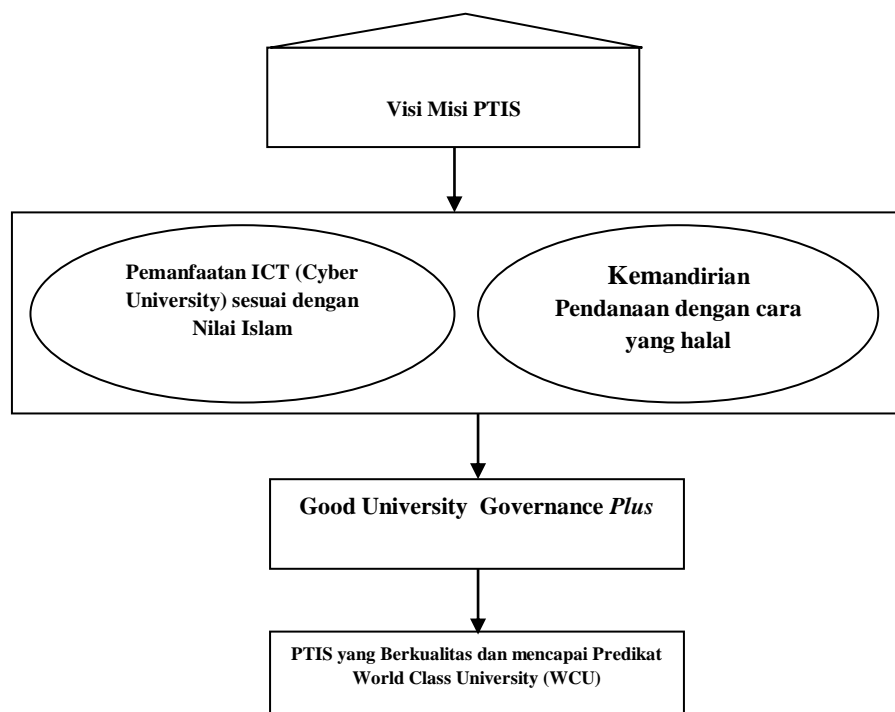 Visi Misi PTIS
Pemanfaatan ICT (Cyber
University) sesuai dengan
Nilai Islam
Kemandirian
Pendanaan dengan cara
yang halal
Good University Governance Plus
PTIS yang Berkualitas dan mencapai Predikat
World Class University (WCU)